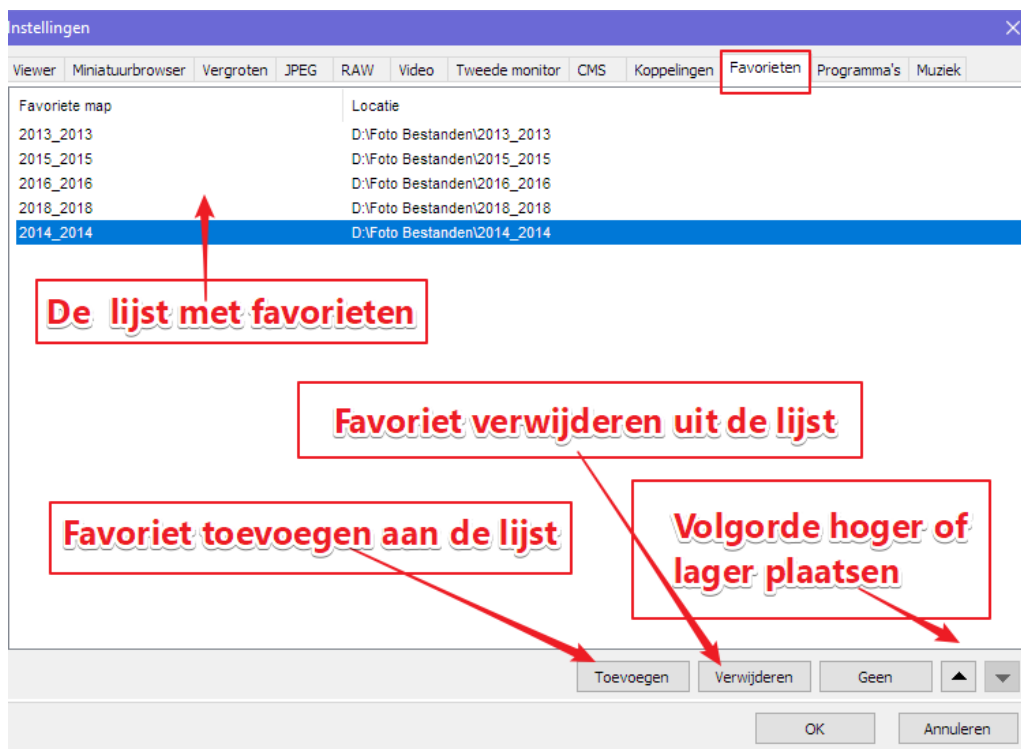 Instellingen
Viewer Miniatuurbrowser Vergroten JPEG RAW Video Tweede monitor CMS Koppelingen Favorieten Programma's Muziek
Favoriete map Locatie
2013_2013 D:\Foto Bestanden\2013_2013
2015_2015 D:\Foto Bestanden\2015_2015
2016_2016 D:\Foto Bestanden\2016_2016
2018_2018 D:\Foto Bestanden\2018_2018
2014_2014 D:\Foto Bestanden\2014_2014
De lijst met favorieten
Favoriet verwijderen uit de lijst
Favoriet toevoegen aan de lijst
Volgorde hoger of
lager plaatsen
Toevoegen Verwijderen Geen
OK Annuleren